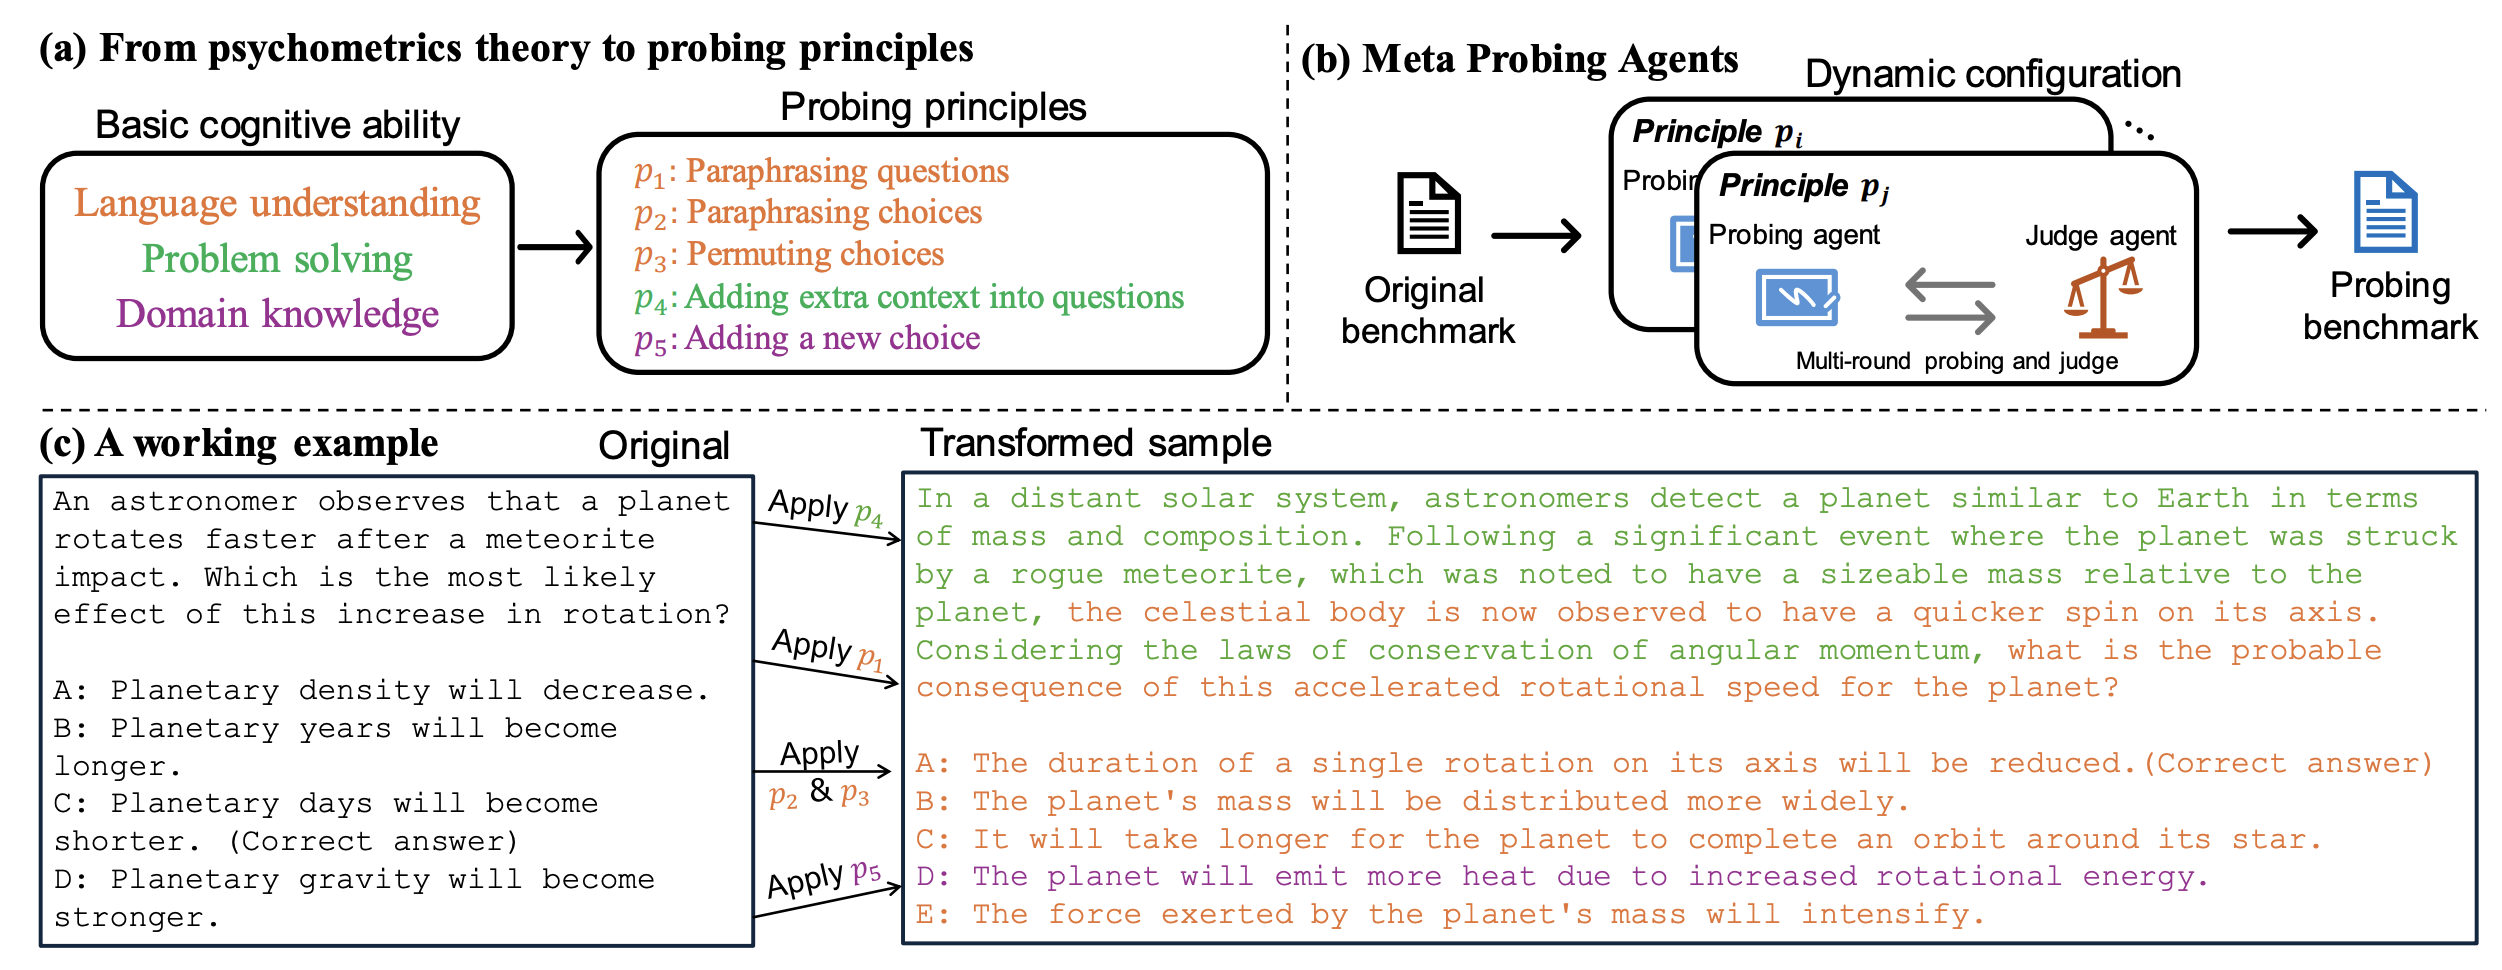 (a) From psychometrics theory to probing principles
Basic cognitive ability
Language understanding
Problem solving
Domain knowledge
Probing principles
p1: Paraphrasing questions
p2: Paraphrasing choices
p3: Permuting choices
p4: Adding extra context into questions
p5: Adding a new choice
(b) Meta Probing Agents
Dynamic configuration
Original
benchmark
Principle pi
Probin
Principle pj
Probing agent
Judge agent
Multi-round probing and judge
Probing
benchmark
(c) A working example
Original
An astronomer observes that a planet
rotates faster after a meteorite
impact. Which is the most likely
effect of this increase in rotation?
A: Planetary density will decrease.
B: Planetary years will become
longer.
C: Planetary days will become
shorter. (Correct answer)
D: Planetary gravity will become
stronger.
Apply p4
Apply p1
Apply
p2 & p3
Apply p5
Transformed sample
In a distant solar system, astronomers detect a planet similar to Earth in terms
of mass and composition. Following a significant event where the planet was struck
by a rogue meteorite, which was noted to have a sizeable mass relative to the
planet, the celestial body is now observed to have a quicker spin on its axis.
Considering the laws of conservation of angular momentum, what is the probable
consequence of this accelerated rotational speed for the planet?
A: The duration of a single rotation on its axis will be reduced.(Correct answer)
B: The planet's mass will be distributed more widely.
C: It will take longer for the planet to complete an orbit around its star.
D: The planet will emit more heat due to increased rotational energy.
E: The force exerted by the planet's mass will intensify.